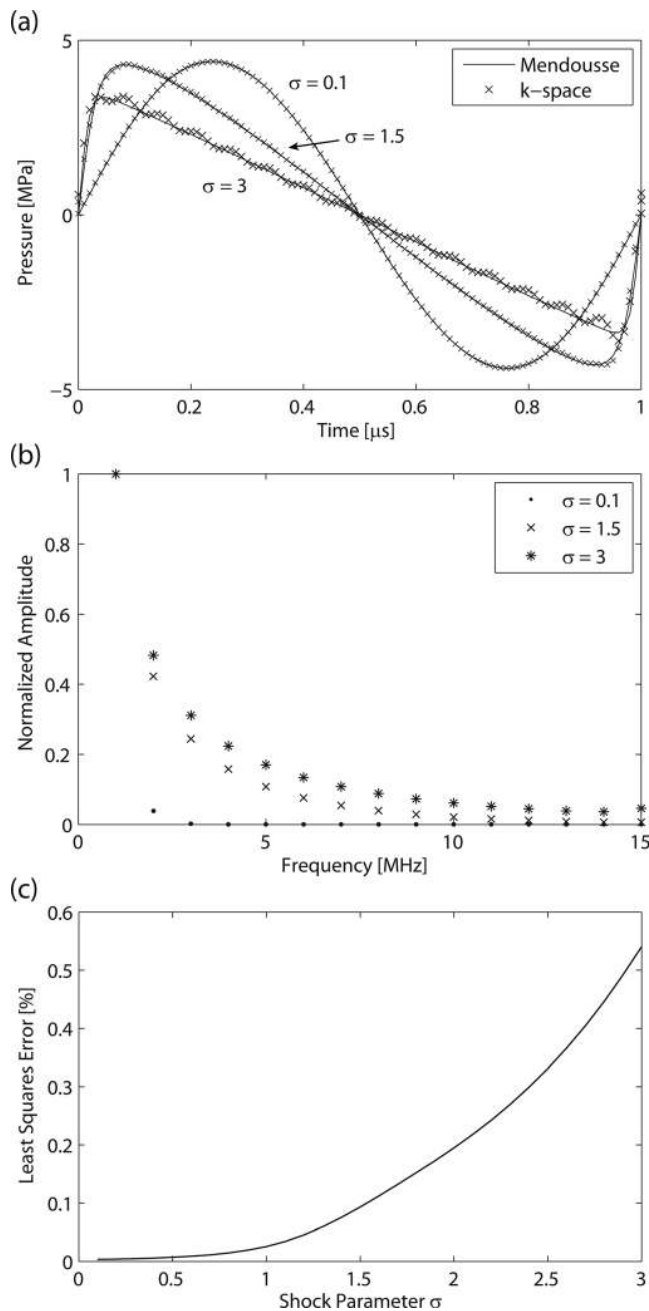 (a)
5
Mendousse
k-space
σ = 0.1
σ = 1.5
σ = 3
Pressure [MPa]
0
−5
0
0.2
0.4
0.6
0.8
1
Time [μs]
(b)
1
σ = 0.1
σ = 1.5
σ = 3
0.8
0.6
0.4
0.2
0
Normalized Amplitude
0
5
10
15
Frequency [MHz]
(c)
0.6
0.5
0.4
0.3
0.2
0.1
0
Least Squares Error [%]
0
0.5
1
1.5
2
2.5
3
Shock Parameter σ